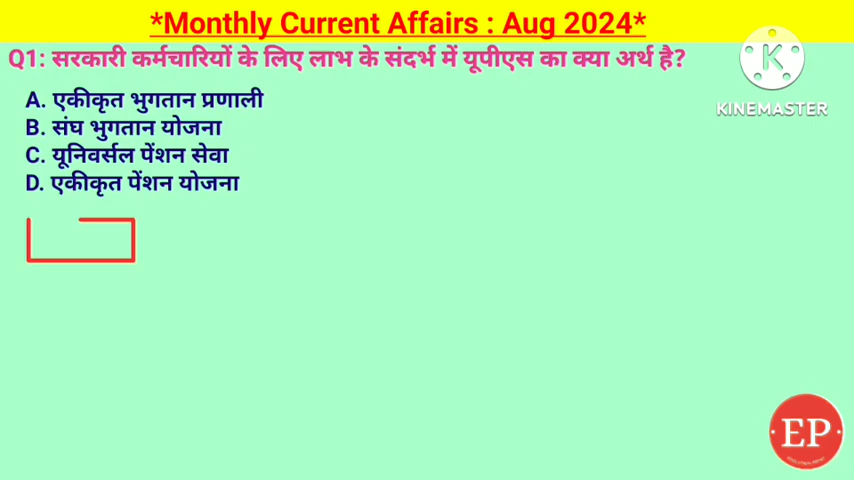 *Monthly Current Affairs : Aug 2024*
Q1: सरकारी कर्मचारियों के लिए लाभ के संदर्भ में यूपीएस का क्या अर्थ है?
A. एकीकृत भुगतान प्रणाली
B. संघ भुगतान योजना
C. यूनिवर्सल पेंशन सेवा
D. एकीकृत पेंशन योजना
K
KINEMASTER
EP